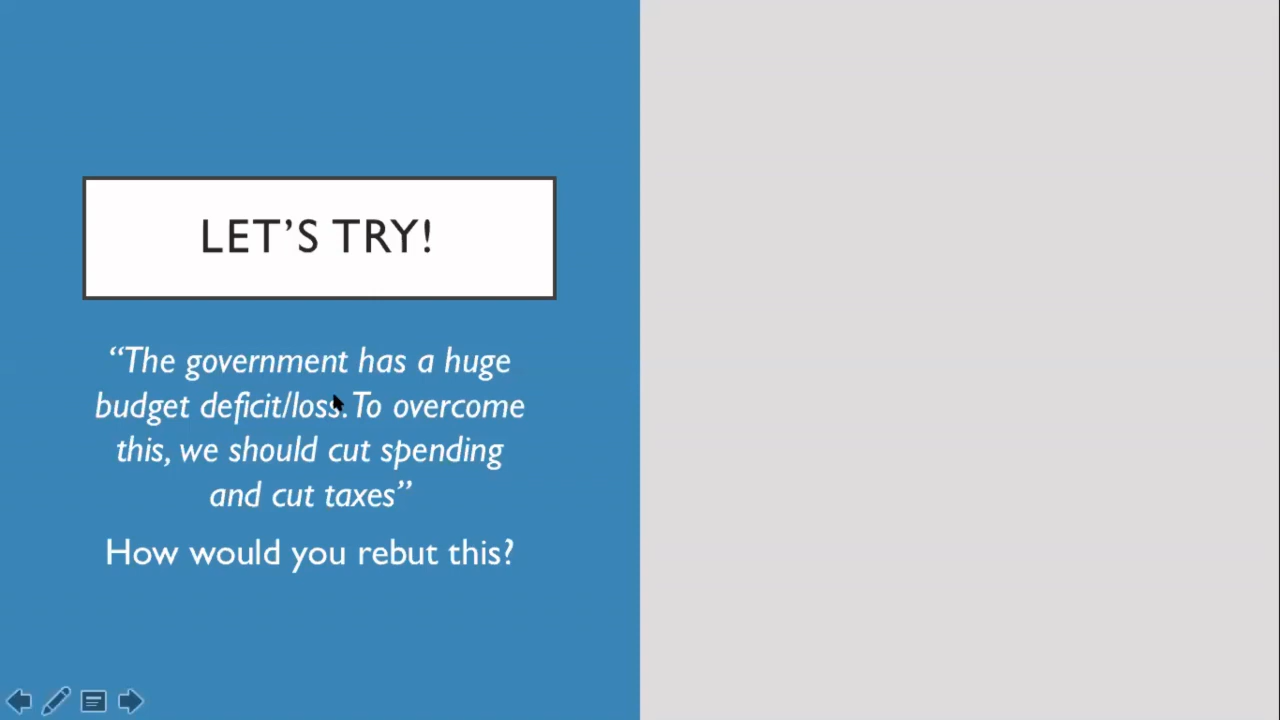 LET’S TRY!
“The government has a huge
budget deficit/loss. To overcome
this, we should cut spending
and cut taxes”
How would you rebut this?